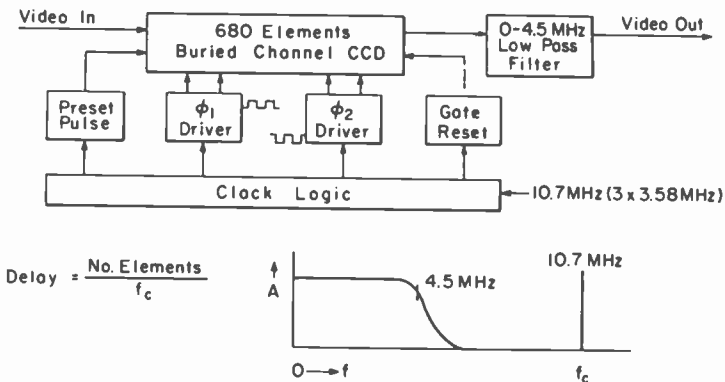 Video In
680 Elements
Buried Channel CCD
0-4.5 MHz
Low Pass
Filter
Video Out
Preset
Pulse
ϕ1
Driver
ϕ2
Driver
Gate
Reset
Clock Logic
10.7MHz (3 x 3.58MHz)
Delay = No. Elements
fc
A
4.5 MHz
10.7 MHz
0 → f
fc